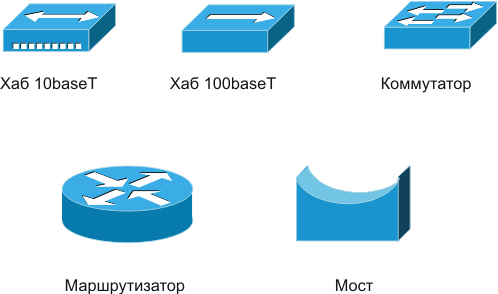 Хаб 10baseT
Хаб 100baseT
Коммутатор
Маршрутизатор
Мост